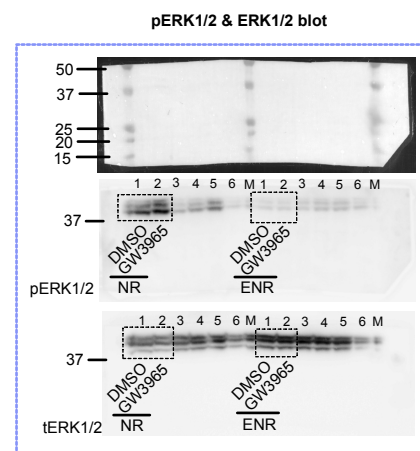 pERK1/2 & ERK1/2 blot
50
37
25
20
15
1 2 3 4 5 6 M 1 2 3 4 5 6 M
37
DMSO GW3965 DMSO GW3965
pERK1/2 NR ENR
1 2 3 4 5 6 M 1 2 3 4 5 6 M
37
DMSO GW3965 DMSO GW3965
tERK1/2 NR ENR